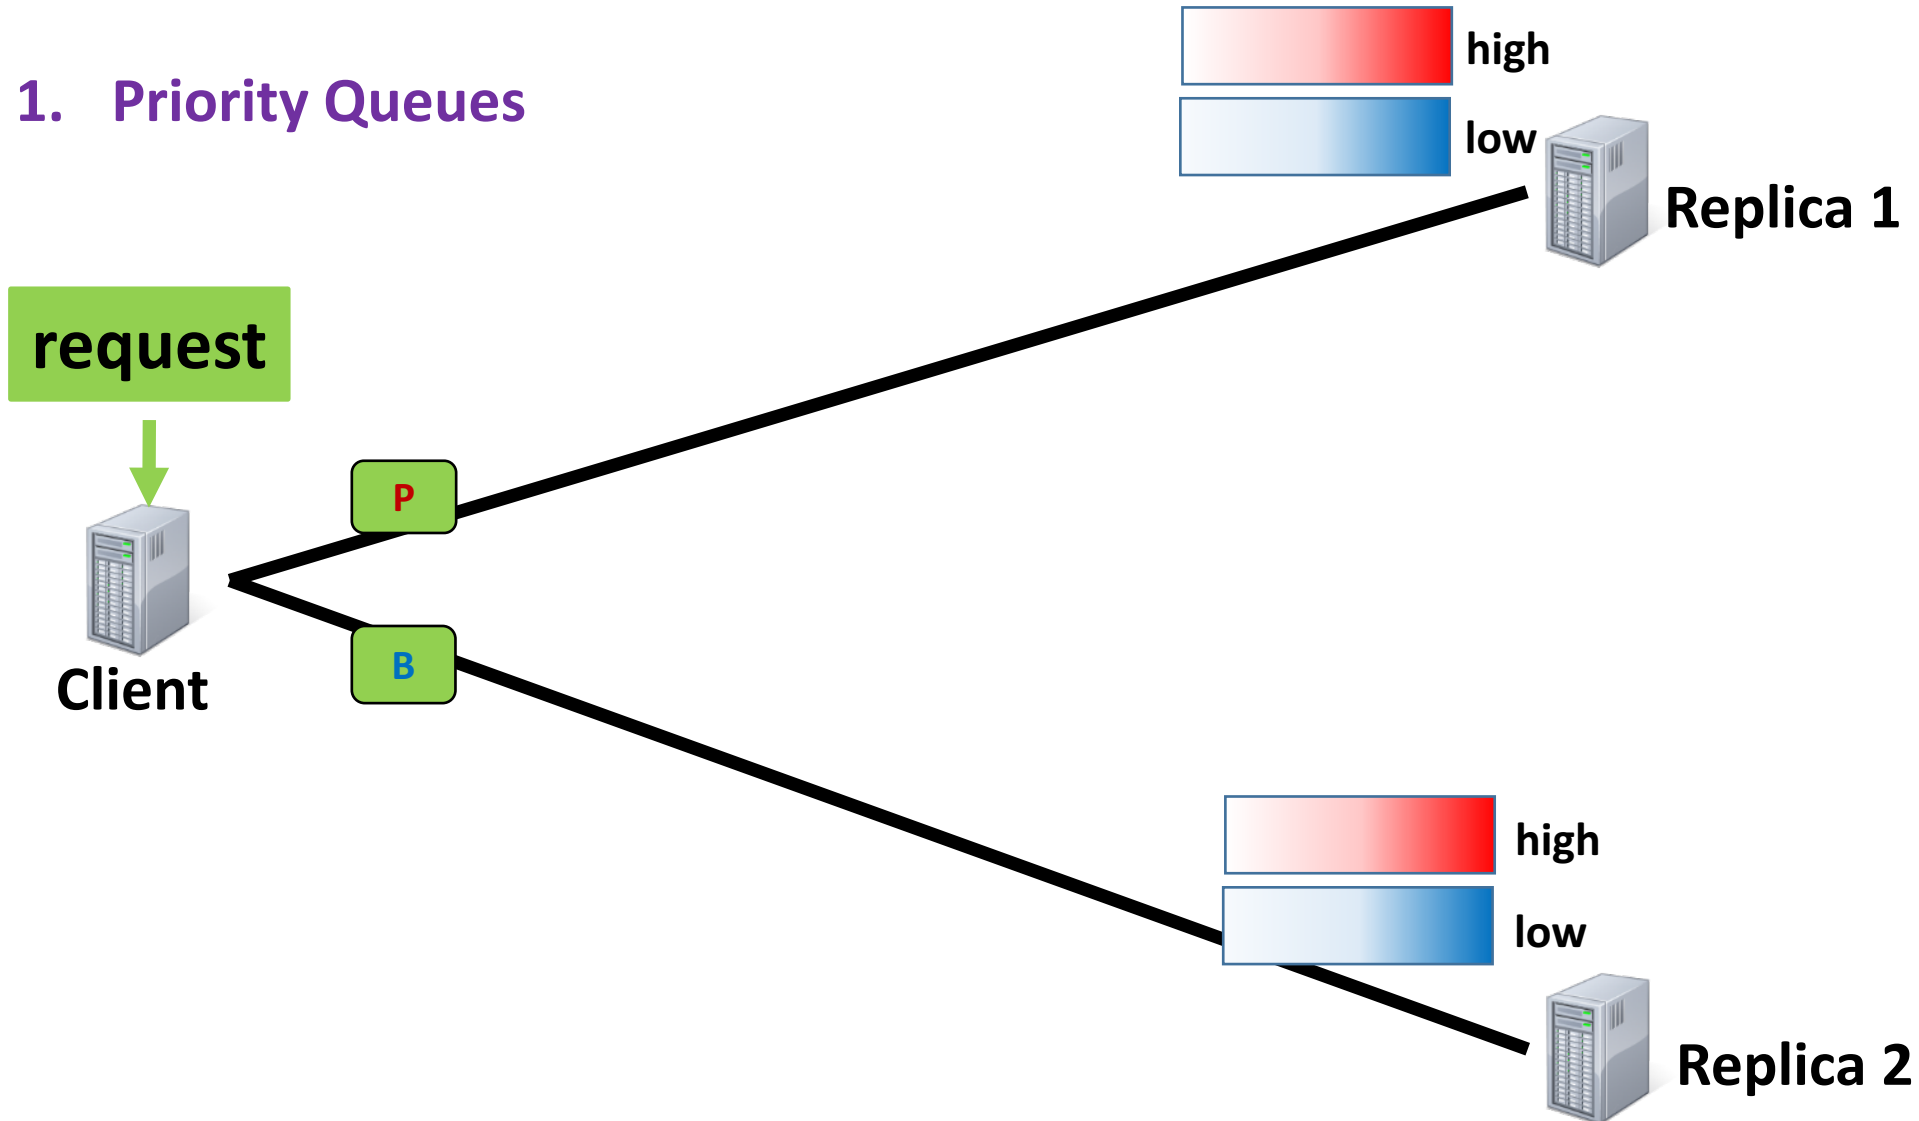 1. Priority Queues
high
low
Replica 1
request
P
B
Client
high
low
Replica 2